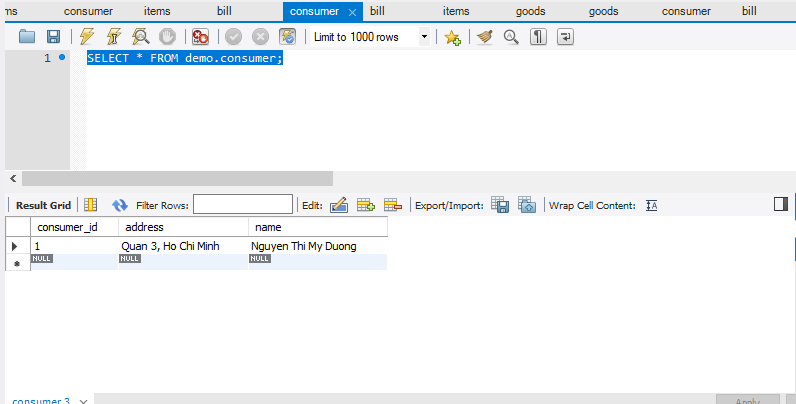 ms consumer items bill consumer bill items goods goods consumer bill
Limit to 1000 rows
1 SELECT * FROM demo.consumer;
Result Grid Filter Rows: Edit: Export/Import: Wrap Cell Content:
consumer_id address name
1 Quan 3, Ho Chi Minh Nguyen Thi My Duong
NULL NULL NULL
consumer 3 Apply